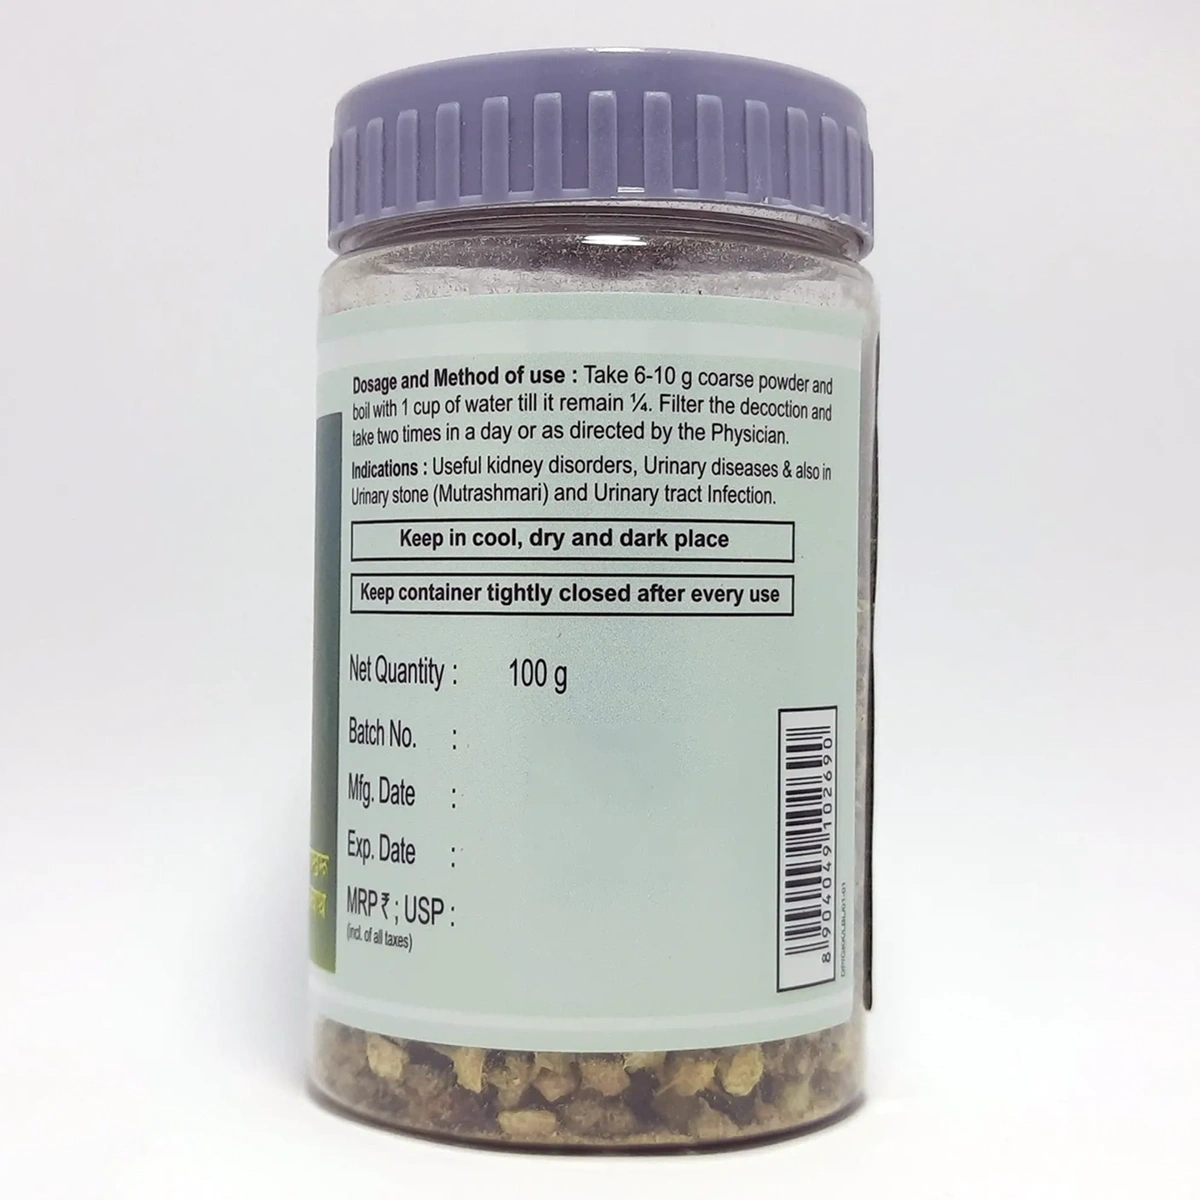 Dosage and Method of use : Take 6-10 g coarse powder and
boil with 1 cup of water till it remain ¼. Filter the decoction and
take two times in a day or as directed by the Physician.
Indications : Useful kidney disorders, Urinary diseases & also in
Urinary stone (Mutrashmari) and Urinary tract Infection.
Keep in cool, dry and dark place
Keep container tightly closed after every use
Net Quantity : 100 g
Batch No. :
Mfg. Date :
Exp. Date :
MRP ₹ ; USP :
(incl. of all taxes)
8 904049 102690